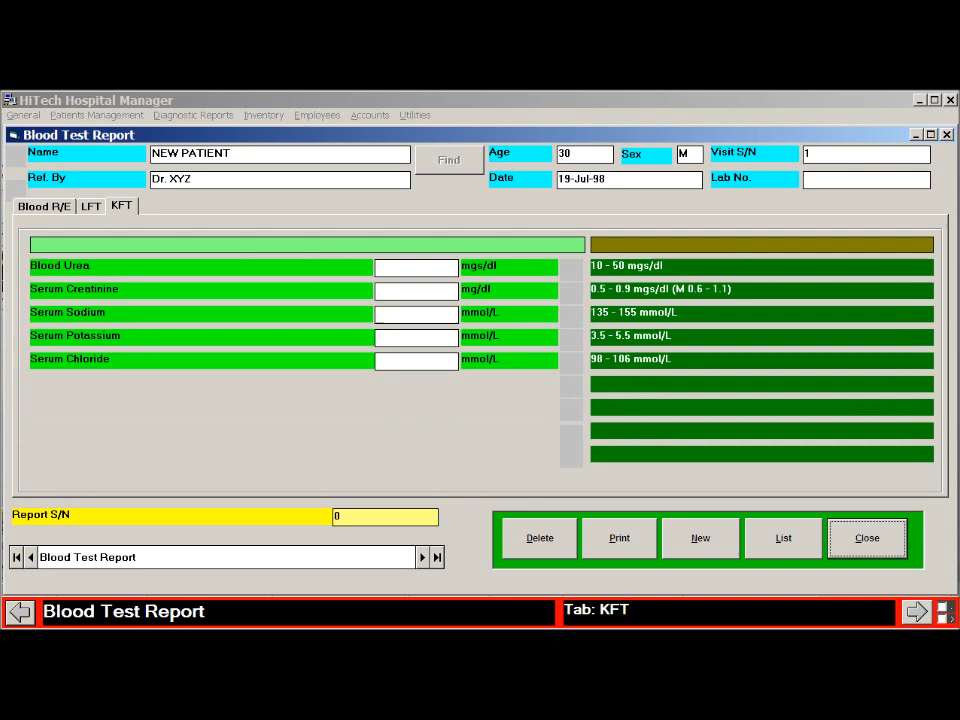 HiTech Hospital Manager
General Patients Management Diagnostic Reports Inventory Employees Accounts Utilities
Blood Test Report
Name NEW PATIENT Find Age 30 Sex M Visit S/N 1
Ref. By Dr. XYZ Date 19-Jul-98 Lab No.
Blood R/E LFT KFT
Blood Urea mgs/dl 10 - 50 mgs/dl
Serum Creatinine mg/dl 0.5 - 0.9 mgs/dl (M 0.6 - 1.1)
Serum Sodium mmol/L 135 - 155 mmol/L
Serum Potassium mmol/L 3.5 - 5.5 mmol/L
Serum Chloride mmol/L 98 - 106 mmol/L
Report S/N 0
Delete Print New List Close
Blood Test Report
Blood Test Report Tab: KFT